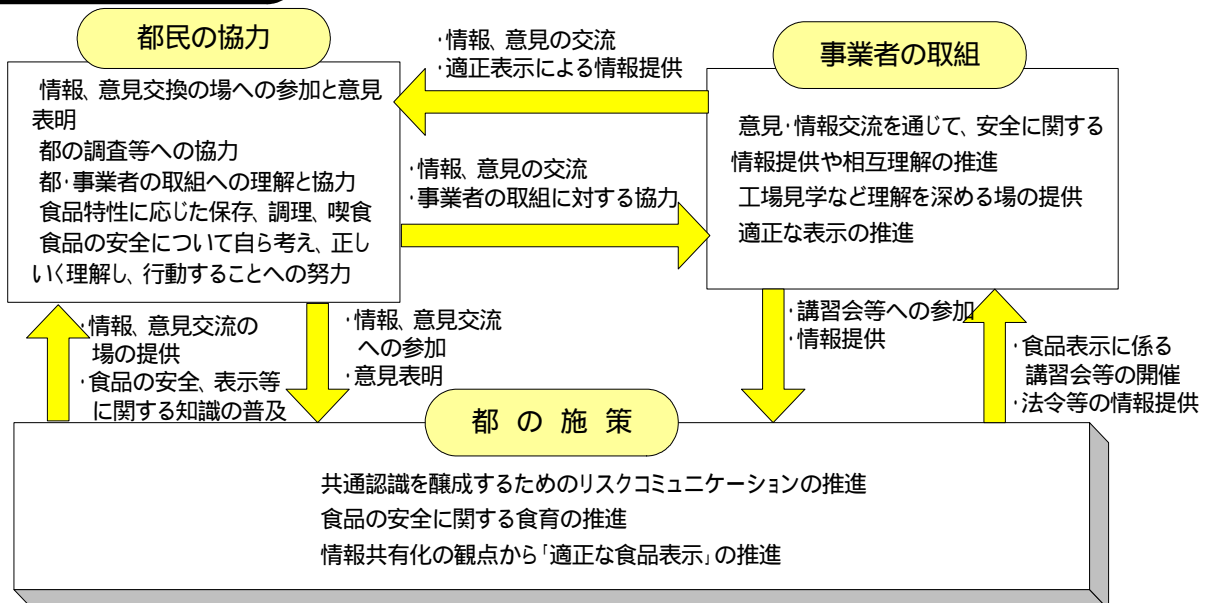 都民の協力
情報、意見交換の場への参加と意見
表明
都の調査等への協力
都・事業者の取組への理解と協力
食品特性に応じた保存、調理、喫食
食品の安全について自ら考え、正し
いく理解し、行動することへの努力
・情報、意見の交流
・適正表示による情報提供
・情報、意見の交流
・事業者の取組に対する協力
事業者の取組
意見・情報交流を通じて、安全に関する
情報提供や相互理解の推進
工場見学など理解を深める場の提供
適正な表示の推進
・情報、意見交流の
場の提供
・食品の安全、表示等
に関する知識の普及
・情報、意見交流
への参加
・意見表明
・講習会等への参加
・情報提供
・食品表示に係る
講習会等の開催
・法令等の情報提供
都の施策
共通認識を醸成するためのリスクコミュニケーションの推進
食品の安全に関する食育の推進
情報共有化の観点から「適正な食品表示」の推進